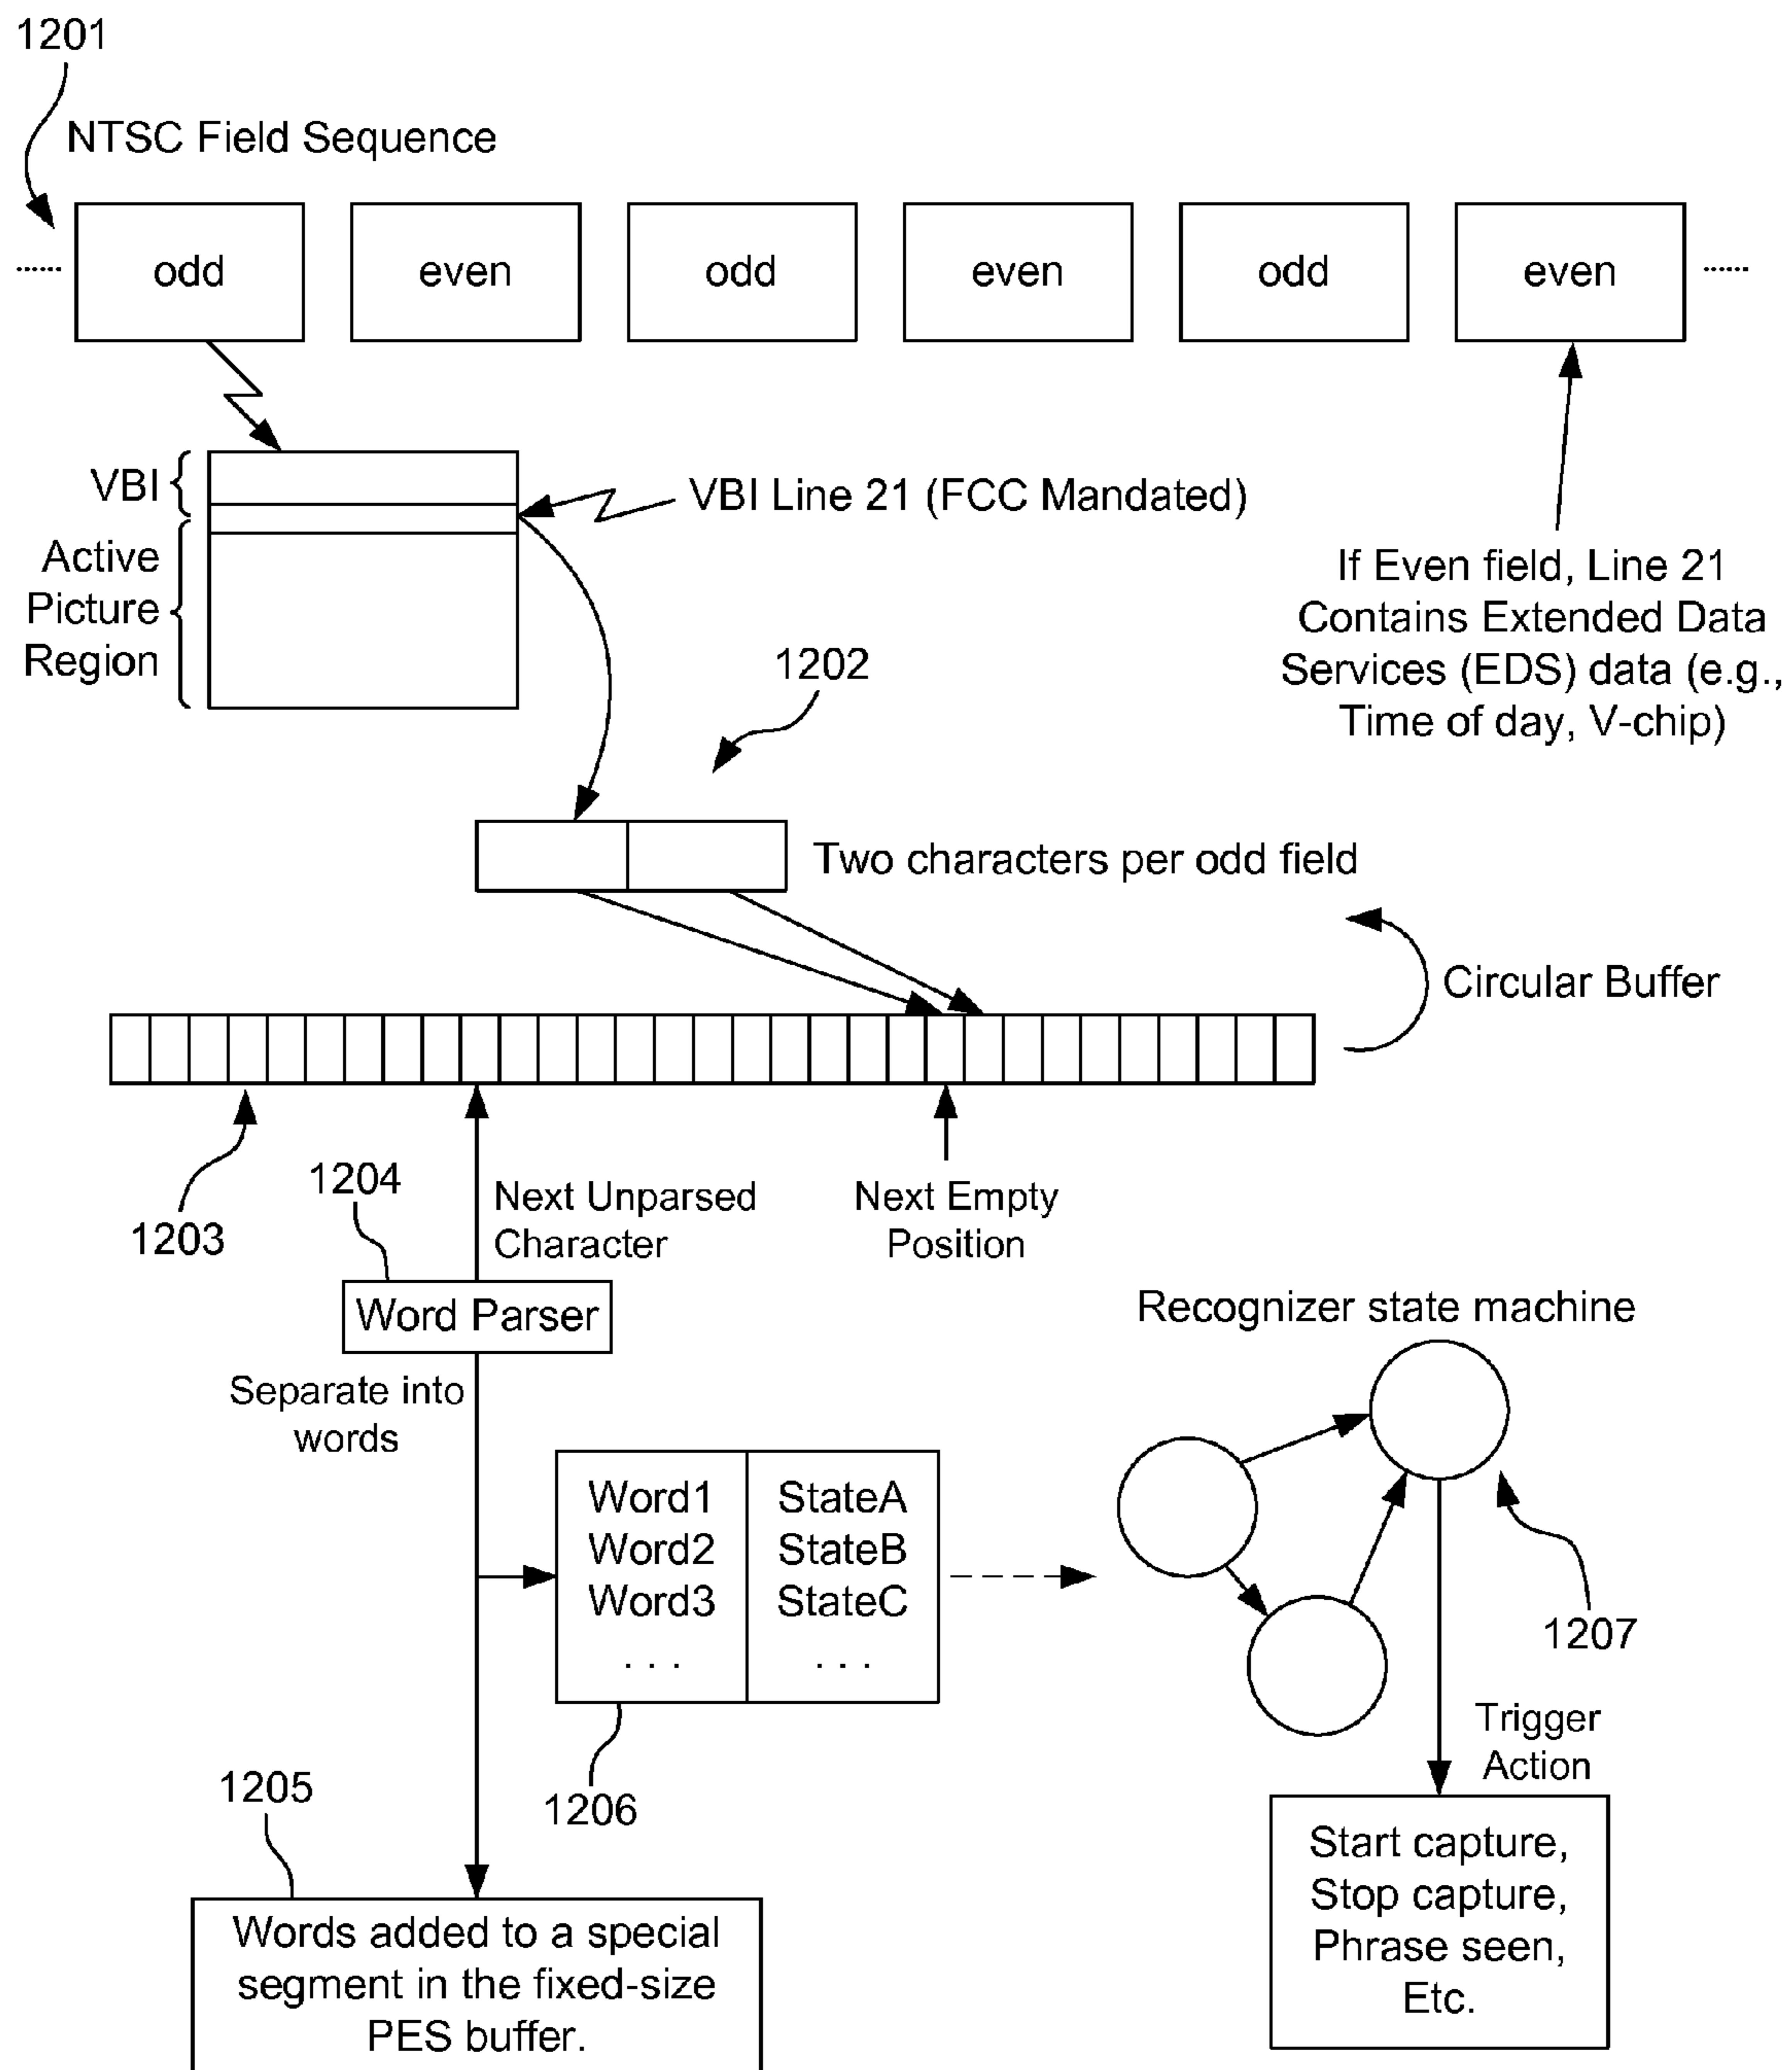 1201
NTSC Field Sequence
...... odd even odd even odd even ......
VBI
VBI Line 21 (FCC Mandated)
Active
Picture
Region
If Even field, Line 21
Contains Extended Data
Services (EDS) data (e.g.,
Time of day, V-chip)
1202
Two characters per odd field
Circular Buffer
1203
1204
Next Unparsed
Character
Next Empty
Position
Word Parser
Separate into
words
Recognizer state machine
Word1 StateA
Word2 StateB
Word3 StateC
. . . . . .
1206
1207
Trigger
Action
1205
Words added to a special
segment in the fixed-size
PES buffer.
Start capture,
Stop capture,
Phrase seen,
Etc.